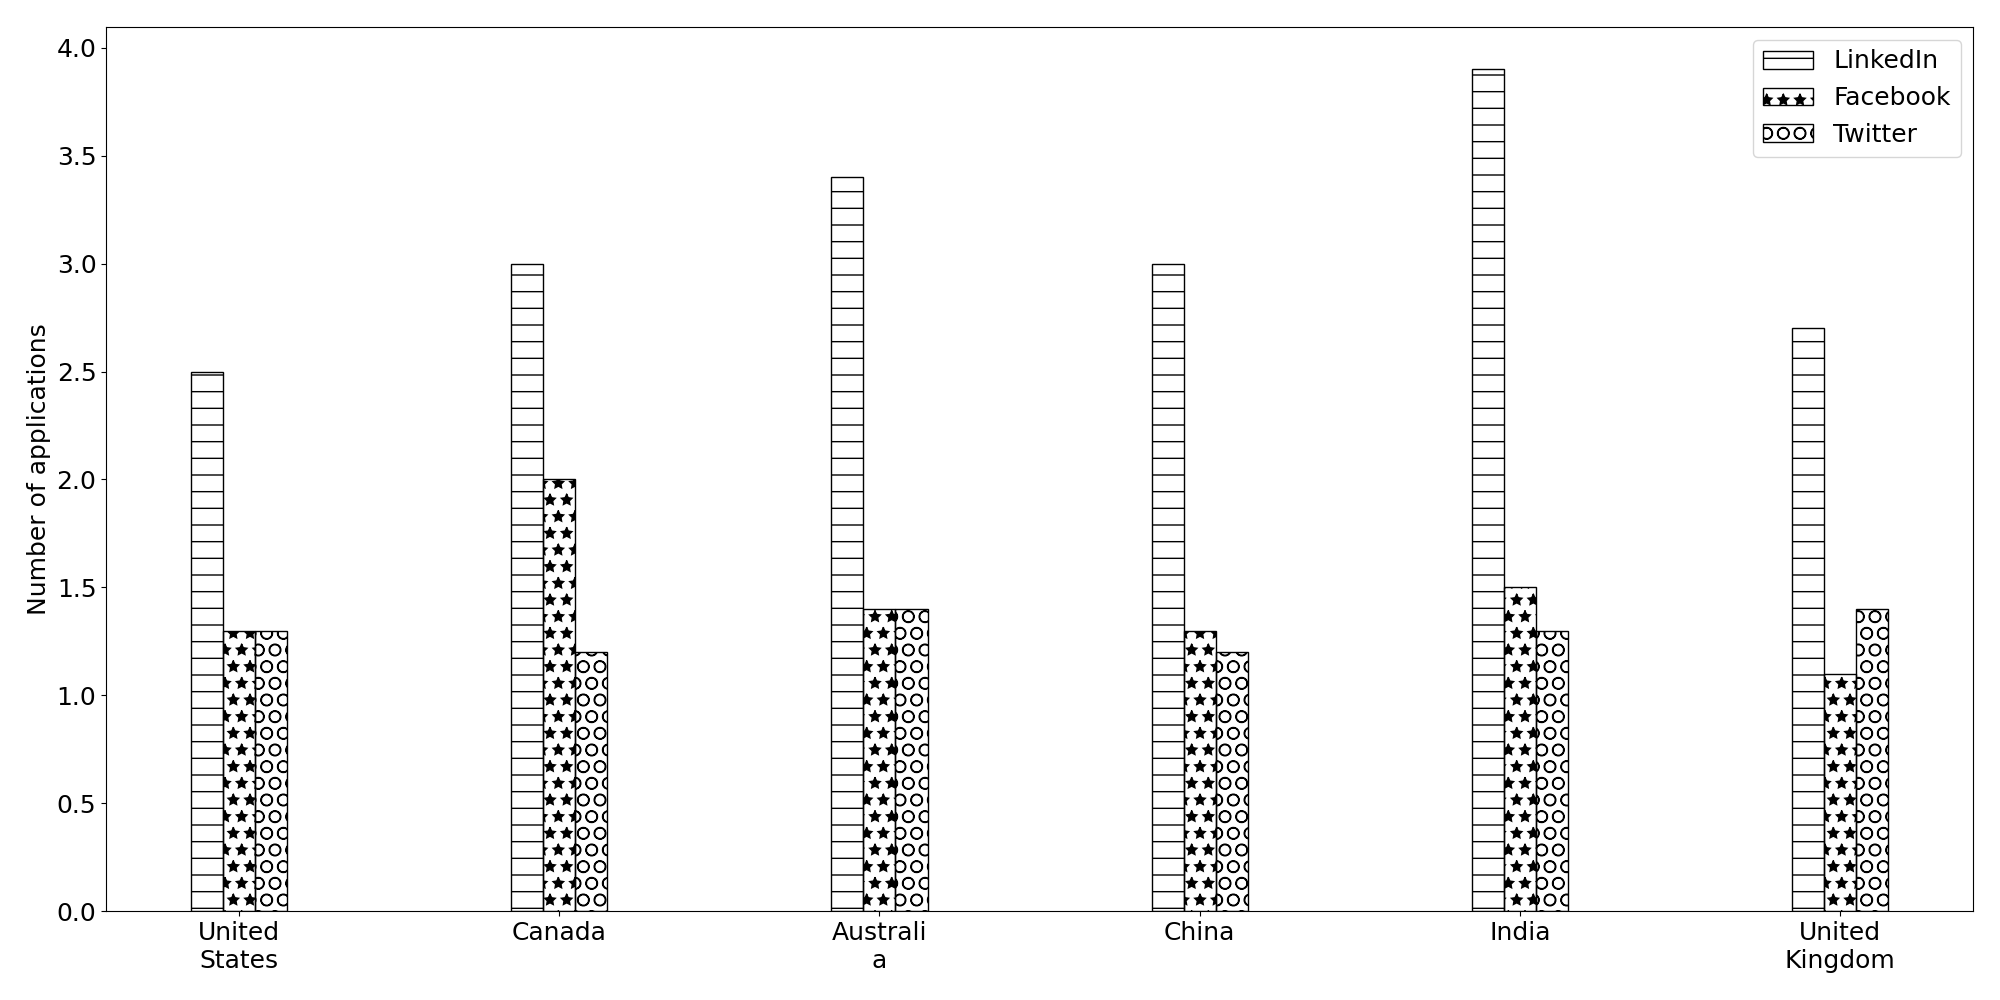 4.0
3.5
3.0
2.5
2.0
1.5
1.0
0.5
0.0
Number of applications
LinkedIn
Facebook
Twitter
United
States
Canada
Australi
a
China
India
United
Kingdom